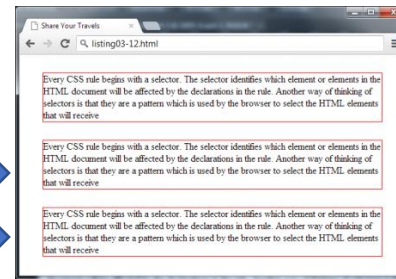 Share Your Travels
listing03-12.html
Every CSS rule begins with a selector. The selector identifies which element or elements in the
HTML document will be affected by the declarations in the rule. Another way of thinking of
selectors is that they are a pattern which is used by the browser to select the HTML elements
that will receive
Every CSS rule begins with a selector. The selector identifies which element or elements in the
HTML document will be affected by the declarations in the rule. Another way of thinking of
selectors is that they are a pattern which is used by the browser to select the HTML elements
that will receive
Every CSS rule begins with a selector. The selector identifies which element or elements in the
HTML document will be affected by the declarations in the rule. Another way of thinking of
selectors is that they are a pattern which is used by the browser to select the HTML elements
that will receive